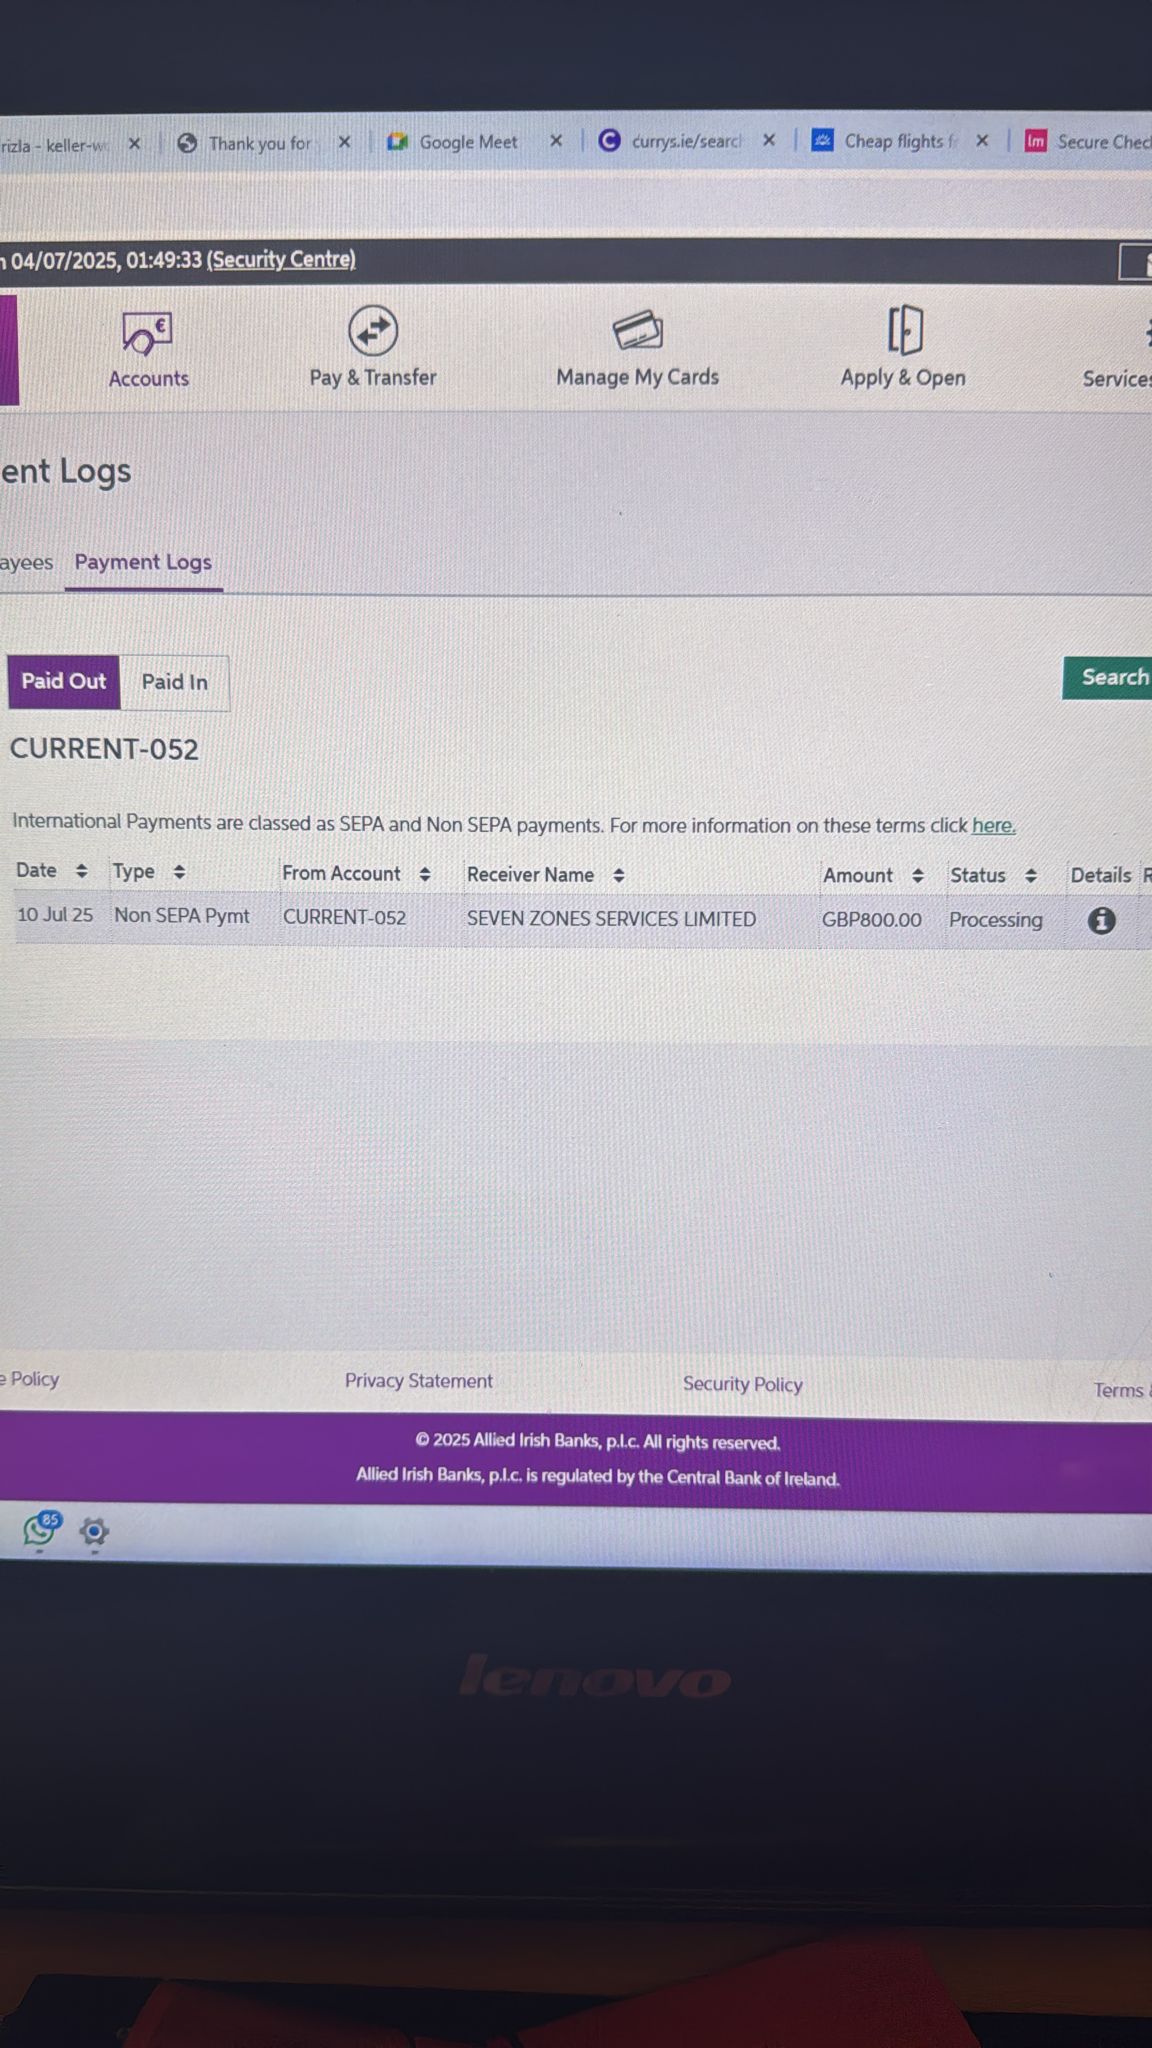 rizla - keller-w Thank you for Google Meet currys.ie/searc Cheap flights f Secure Chec
04/07/2025, 01:49:33 (Security Centre)
Accounts Pay & Transfer Manage My Cards Apply & Open Services
ent Logs
ayees Payment Logs
Paid Out Paid In Search
CURRENT-052
International Payments are classed as SEPA and Non SEPA payments. For more information on these terms click here.
Date Type From Account Receiver Name Amount Status Details R
10 Jul 25 Non SEPA Pymt CURRENT-052 SEVEN ZONES SERVICES LIMITED GBP800.00 Processing
e Policy Privacy Statement Security Policy Terms &
© 2025 Allied Irish Banks, p.l.c. All rights reserved.
Allied Irish Banks, p.l.c. is regulated by the Central Bank of Ireland.
85
lenovo